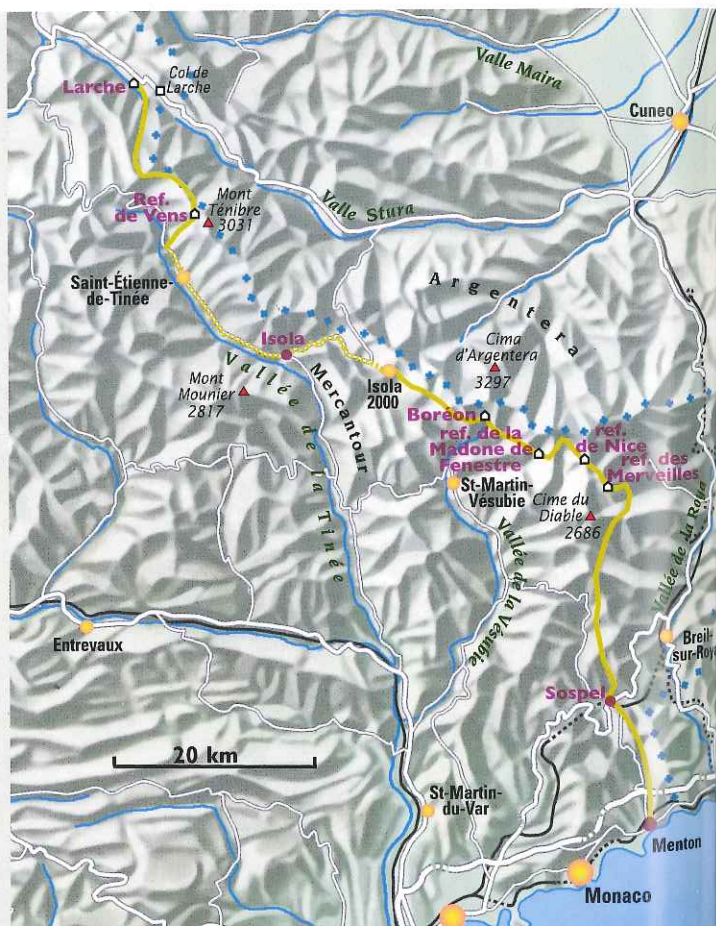 Valle Maira
Col de
Larche
Larche
Cuneo
Mont
Ténibre
3031
Ref.
de Vens
Valle Stura
Saint-Étienne-
de-Tinée
Argentera
Isola
Cima
d'Argentera
3297
Vallée de la Tinée
Mont
Mounier
2817
Mercantour
Isola
2000
Boréon
ref. de la
Madone de
Fenestre
ref.
de Nice
ref. des
Merveilles
St-Martin-
Vésubie
Cime du
Diable
2686
Vallée de la Vésubie
Vallée de la Roya
Entrevaux
Breil-
sur-Roya
Sospel
20 km
St-Martin-
du-Var
Menton
Monaco